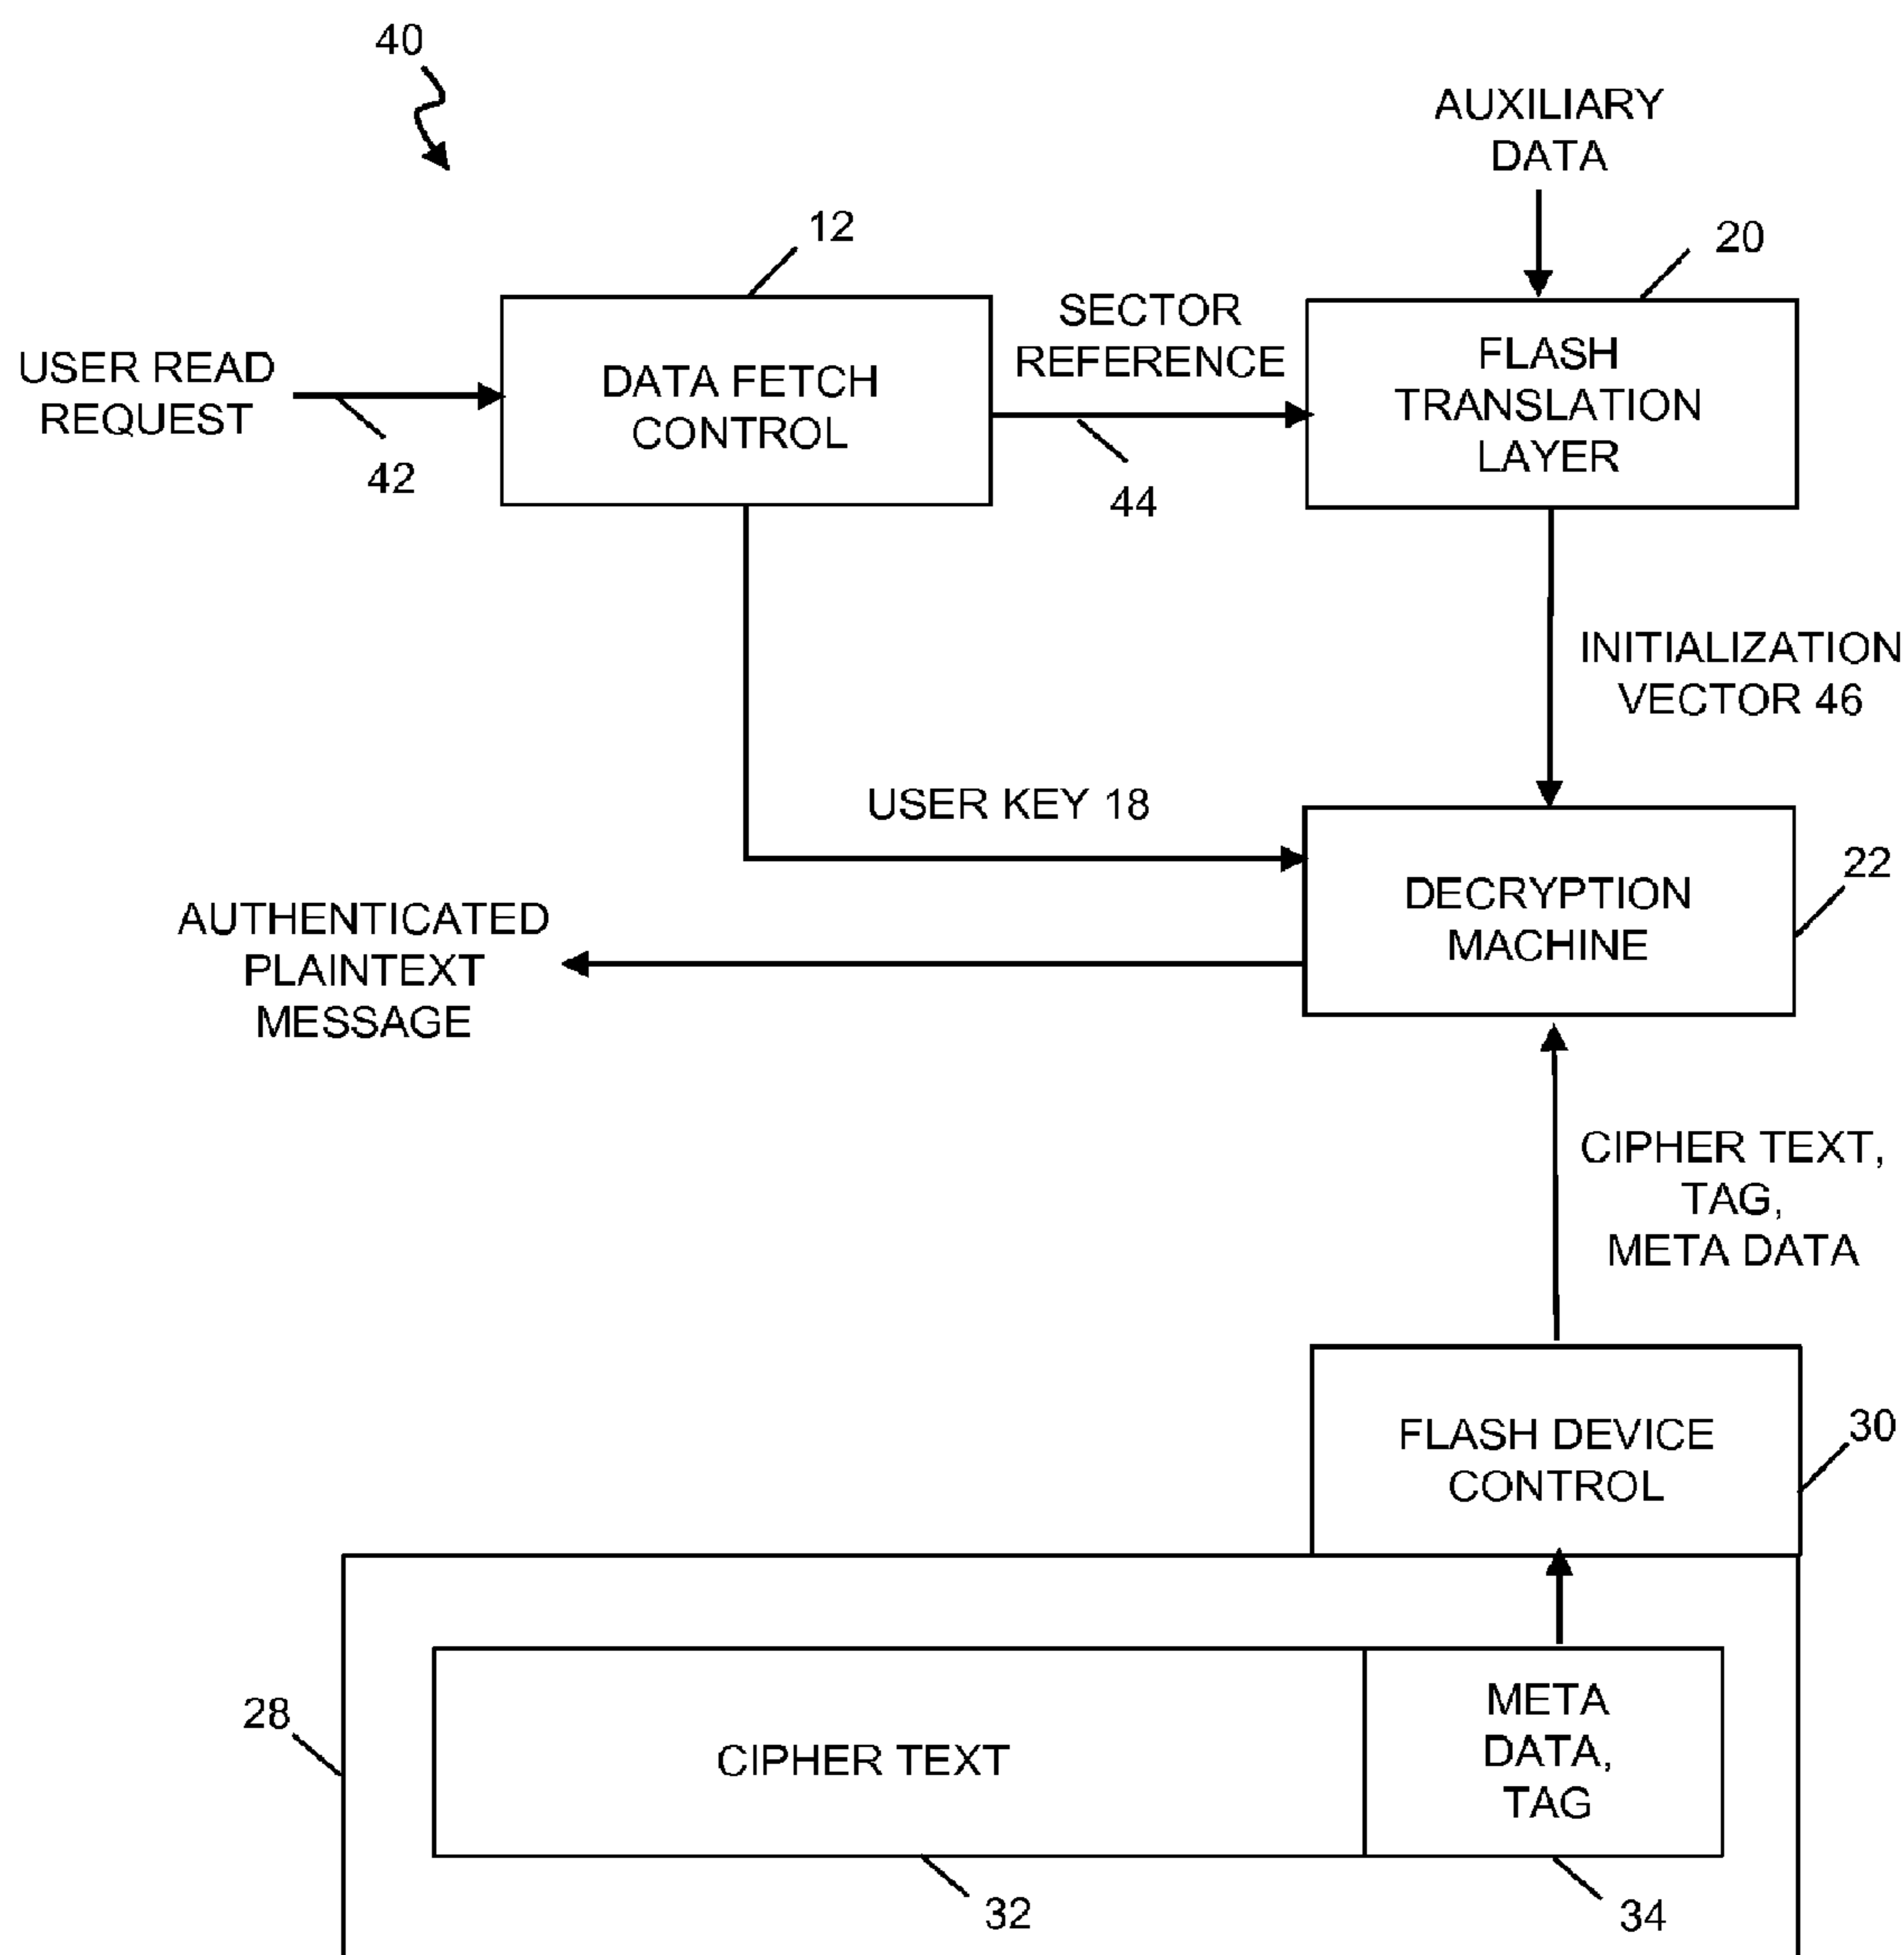 40
AUXILIARY
DATA
12
20
USER READ
REQUEST
42
DATA FETCH
CONTROL
SECTOR
REFERENCE
44
FLASH
TRANSLATION
LAYER
INITIALIZATION
VECTOR 46
USER KEY 18
22
DECRYPTION
MACHINE
AUTHENTICATED
PLAINTEXT
MESSAGE
CIPHER TEXT,
TAG,
META DATA
FLASH DEVICE
CONTROL
30
28
CIPHER TEXT
META
DATA,
TAG
32
34